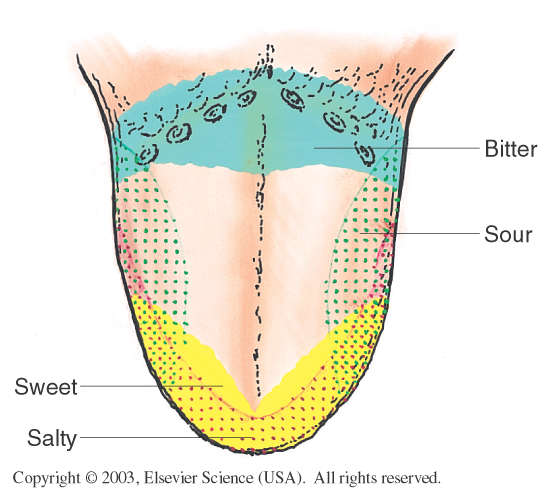 Bitter
Sour
Sweet
Salty
Copyright © 2003, Elsevier Science (USA). All rights reserved.